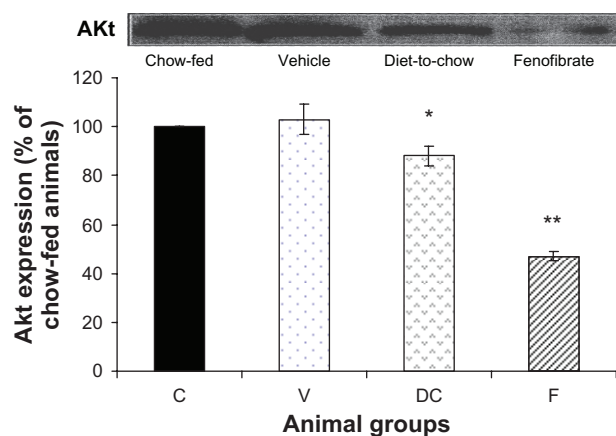 AKt
Chow-fed Vehicle Diet-to-chow Fenofibrate
Akt expression (% of
chow-fed animals)
120
100
80
60
40
20
0
*
**
C V DC F
Animal groups